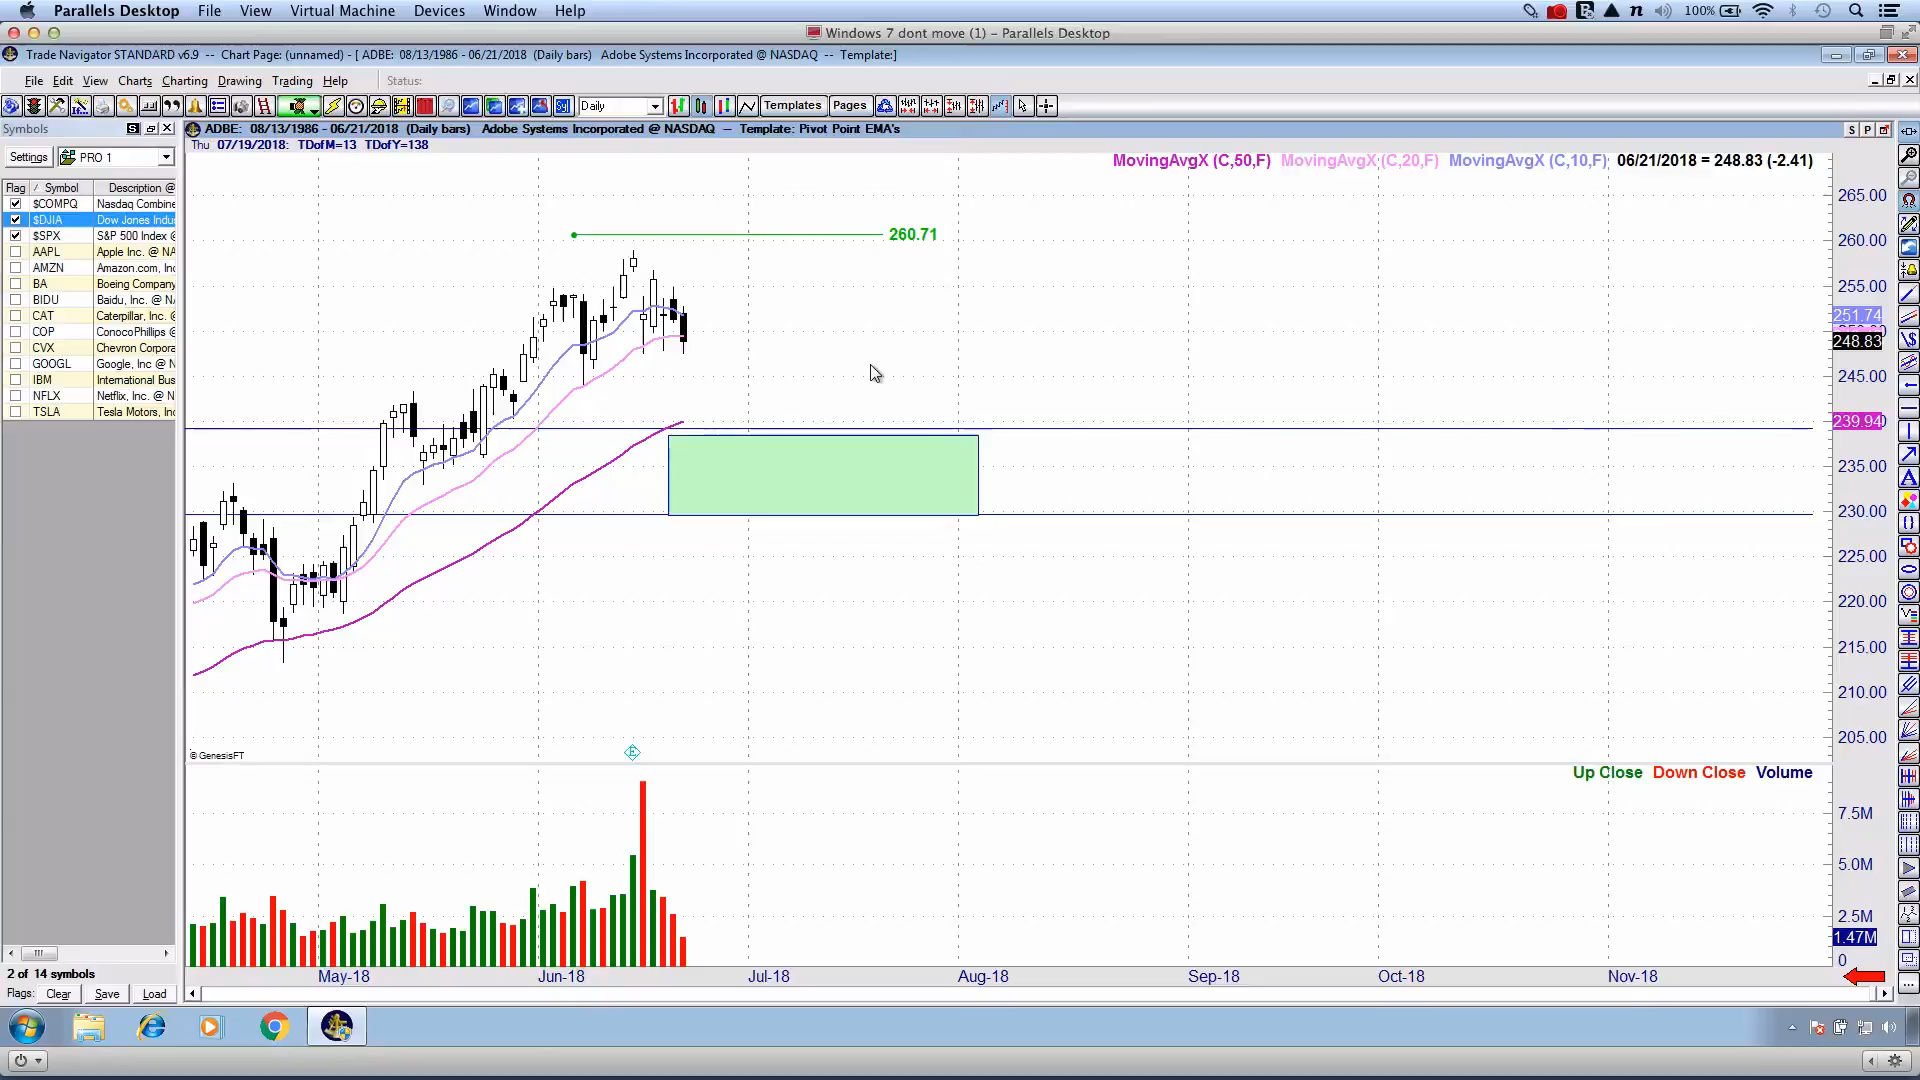 Parallels Desktop File View Virtual Machine Devices Window Help 100%
Windows 7 dont move (1) - Parallels Desktop
Trade Navigator STANDARD v6.9 -- Chart Page: (unnamed) - [ ADBE: 08/13/1986 - 06/21/2018 (Daily bars) Adobe Systems Incorporated @ NASDAQ -- Template:]
File Edit View Charts Charting Drawing Trading Help Status:
Daily Templates Pages
Symbols
ADBE: 08/13/1986 - 06/21/2018 (Daily bars) Adobe Systems Incorporated @ NASDAQ -- Template: Pivot Point EMA's
S P
Thu 07/19/2018: TDofM=13 TDofY=138
Settings PRO 1
MovingAvgX (C,50,F) MovingAvgX (C,20,F) MovingAvgX (C,10,F) 06/21/2018 = 248.83 (-2.41)
Flag Symbol Description @
$COMPQ Nasdaq Combine
$DJIA Dow Jones Indu
$SPX S&P 500 Index @
AAPL Apple Inc. @ NA
AMZN Amazon.com, Inc
BA Boeing Company
BIDU Baidu, Inc. @ NA
CAT Caterpillar, Inc. @
COP ConocoPhillips @
CVX Chevron Corpora
GOOGL Google, Inc @ N
IBM International Bus
NFLX Netflix, Inc. @ N
TSLA Tesla Motors, Inc
260.71
265.00
260.00
255.00
251.74
248.83
245.00
239.94
235.00
230.00
225.00
220.00
215.00
210.00
205.00
© GenesisFT
E
Up Close Down Close Volume
7.5M
5.0M
2.5M
1.47M
0
May-18 Jun-18 Jul-18 Aug-18 Sep-18 Oct-18 Nov-18
2 of 14 symbols
Flags: Clear Save Load